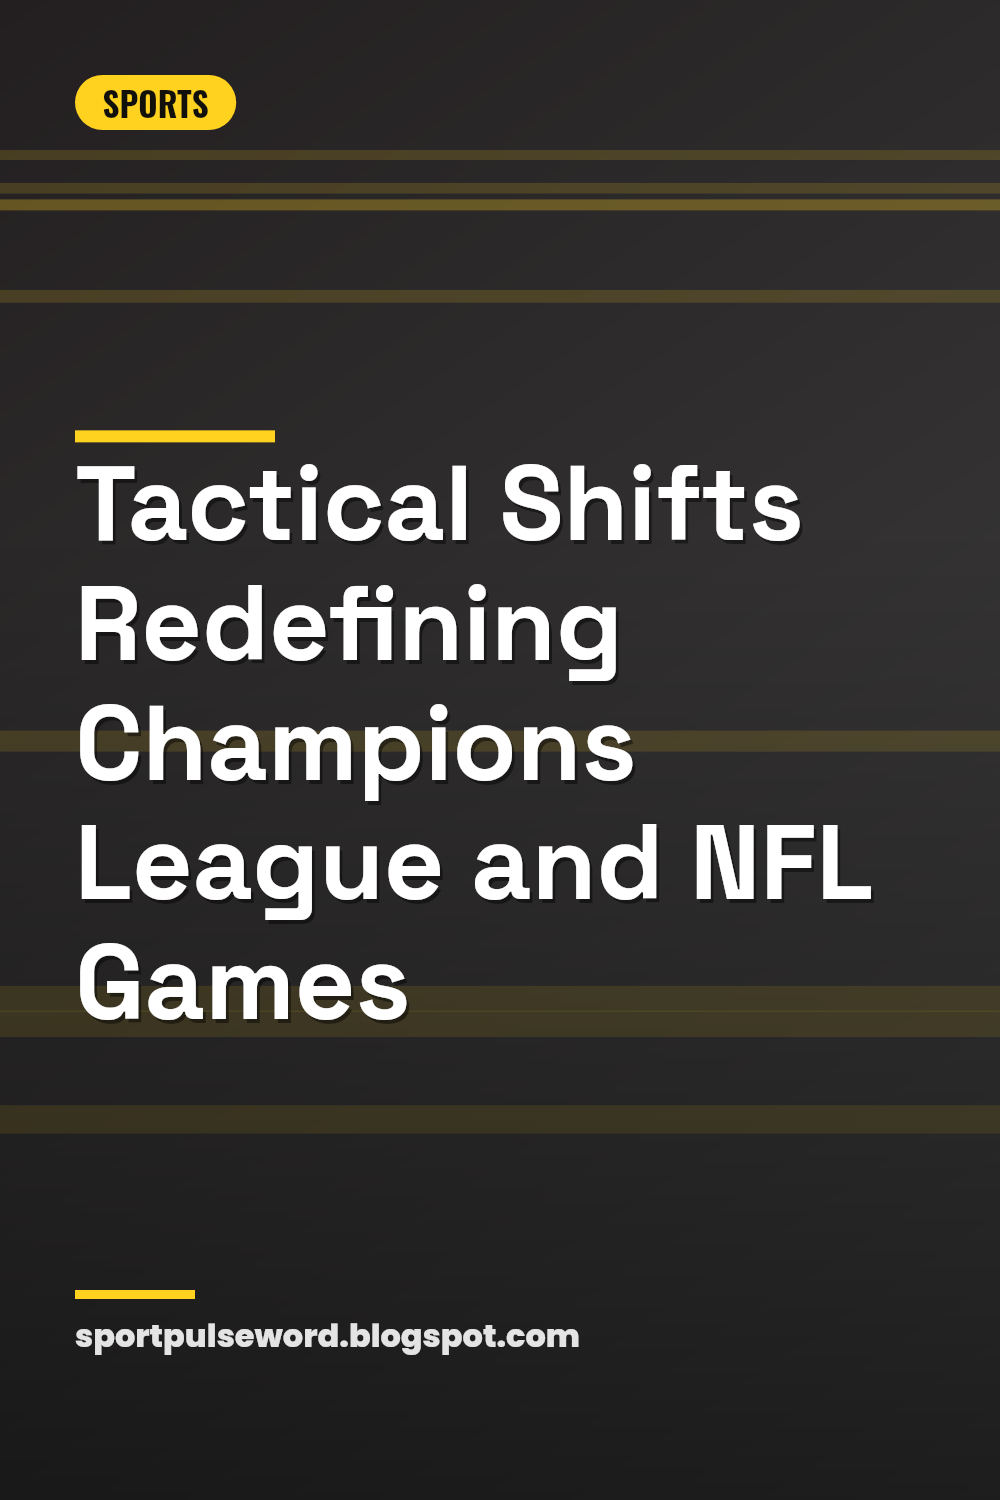 SPORTS
Tactical Shifts
Redefining
Champions
League and NFL
Games
sportpulseword.blogspot.com